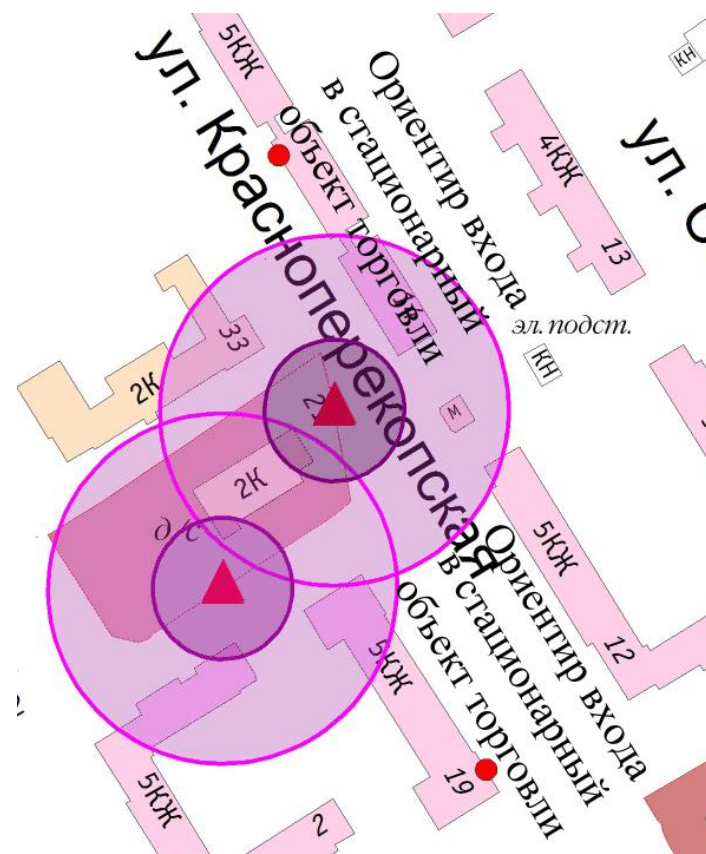 5КЖ
ул. Красноперекопская
Ориентир входа
в стационарный
объект торговли
КН
4КЖ
13
ул.
эл. подст.
КН
33
2К
М
2К
д/с
5КЖ
12
Ориентир входа
в стационарный
объект торговли
5КЖ
19
5КЖ
2